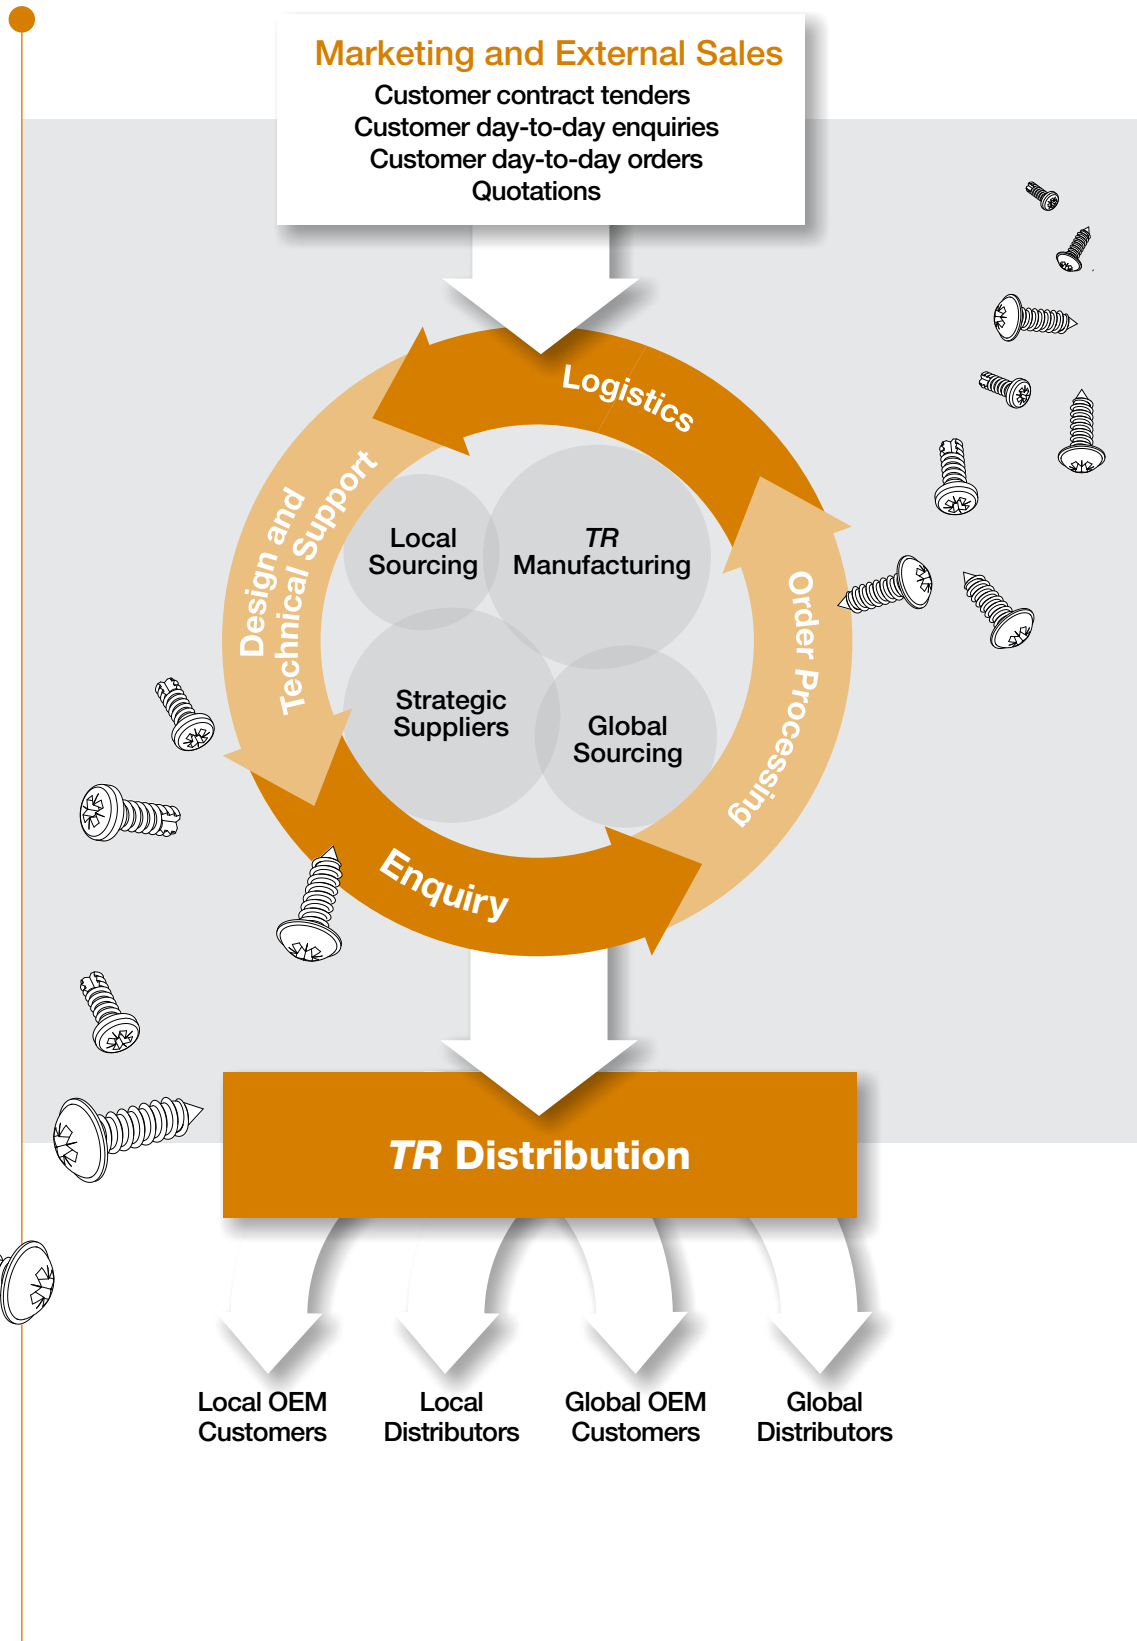 Marketing and External Sales
Customer contract tenders
Customer day-to-day enquiries
Customer day-to-day orders
Quotations
Logistics
Design and
Technical Support
Local
Sourcing
TR
Manufacturing
Order Processing
Strategic
Suppliers
Global
Sourcing
Enquiry
TR Distribution
Local OEM
Customers
Local
Distributors
Global OEM
Customers
Global
Distributors